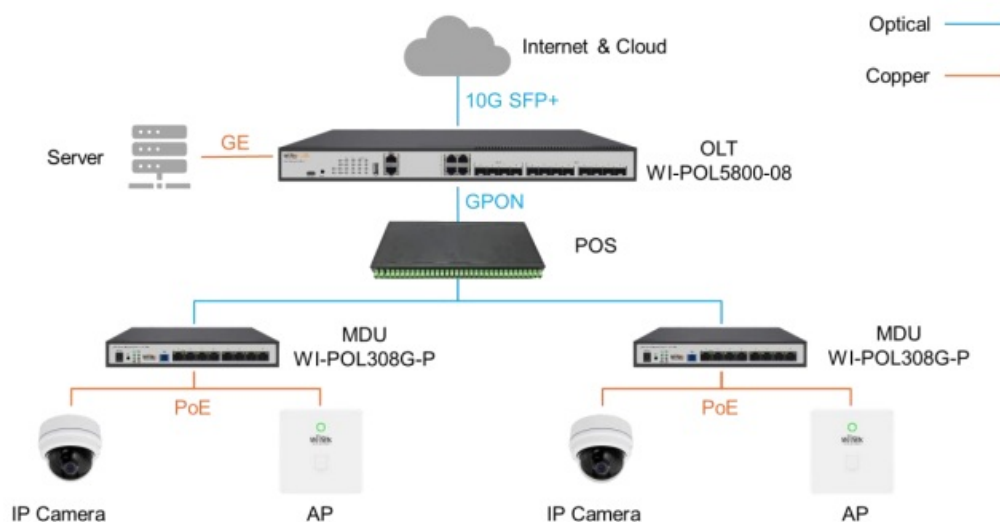 Internet & Cloud
Optical
Copper
10G SFP+
Server
GE
OLT
WI-POL5800-08
GPON
POS
MDU
WI-POL308G-P
MDU
WI-POL308G-P
PoE
PoE
IP Camera
AP
IP Camera
AP